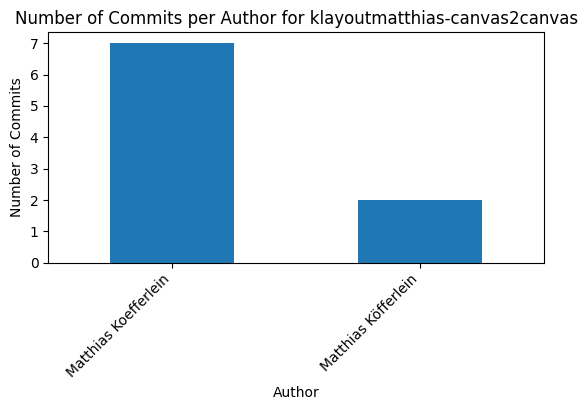 Number of Commits per Author for klayoutmatthias-canvas2canvas
7
6
5
4
3
2
1
0
Number of Commits
Matthias Koefferlein
Matthias Köfferlein
Author